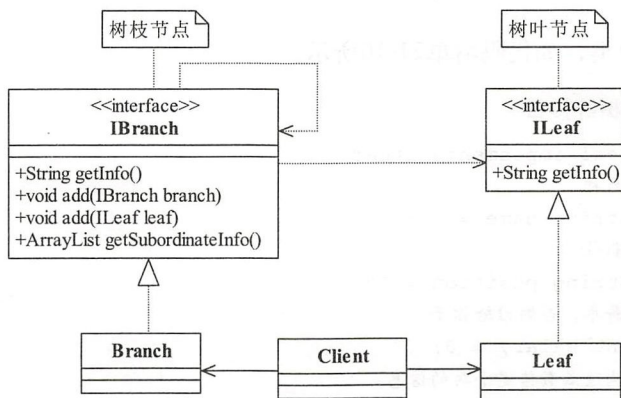 树枝节点
树叶节点
<<interface>>
IBranch
+String getInfo()
+void add(IBranch branch)
+void add(ILeaf leaf)
+ArrayList getSubordinateInfo()
<<interface>>
ILeaf
+String getInfo()
Branch
Client
Leaf